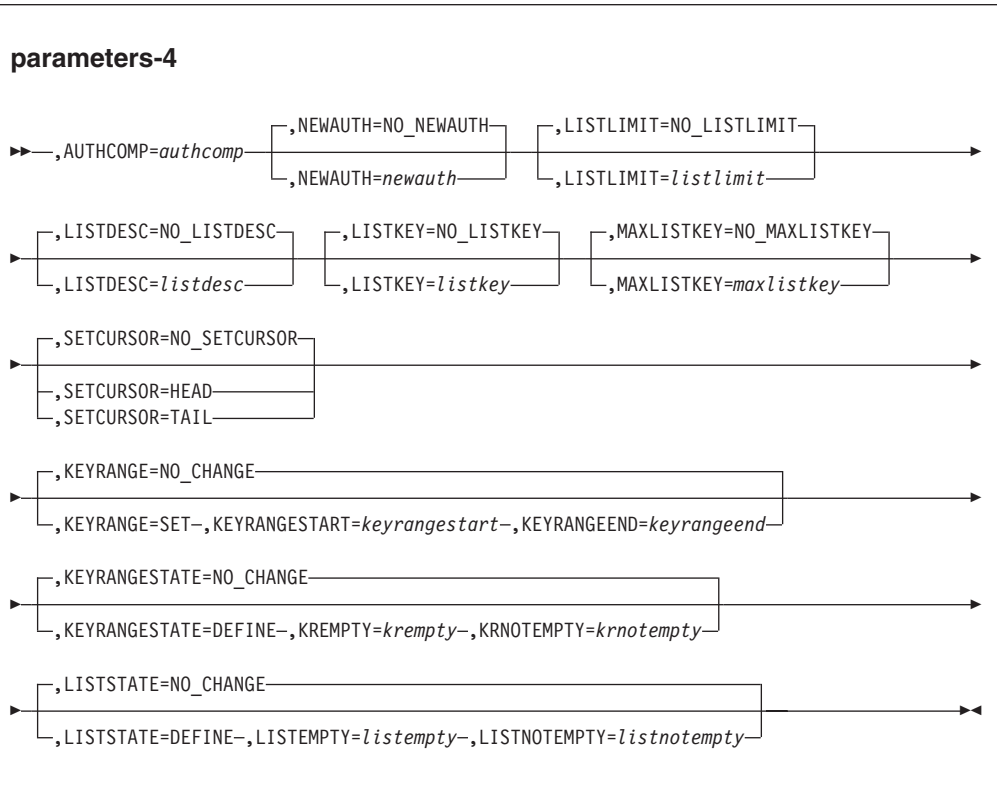 parameters-4
,NEWAUTH=NO_NEWAUTH ,LISTLIMIT=NO_LISTLIMIT
,AUTHCOMP=authcomp
,NEWAUTH=newauth ,LISTLIMIT=listlimit
,LISTDESC=NO_LISTDESC ,LISTKEY=NO_LISTKEY ,MAXLISTKEY=NO_MAXLISTKEY
,LISTDESC=listdesc ,LISTKEY=listkey ,MAXLISTKEY=maxlistkey
,SETCURSOR=NO_SETCURSOR
,SETCURSOR=HEAD
,SETCURSOR=TAIL
,KEYRANGE=NO_CHANGE
,KEYRANGE=SET ,KEYRANGESTART=keyrangestart ,KEYRANGEEND=keyrangeend
,KEYRANGESTATE=NO_CHANGE
,KEYRANGESTATE=DEFINE ,KREMPTY=krempty ,KRNOTEMPTY=krnotempty
,LISTSTATE=NO_CHANGE
,LISTSTATE=DEFINE ,LISTEMPTY=listempty ,LISTNOTEMPTY=listnotempty